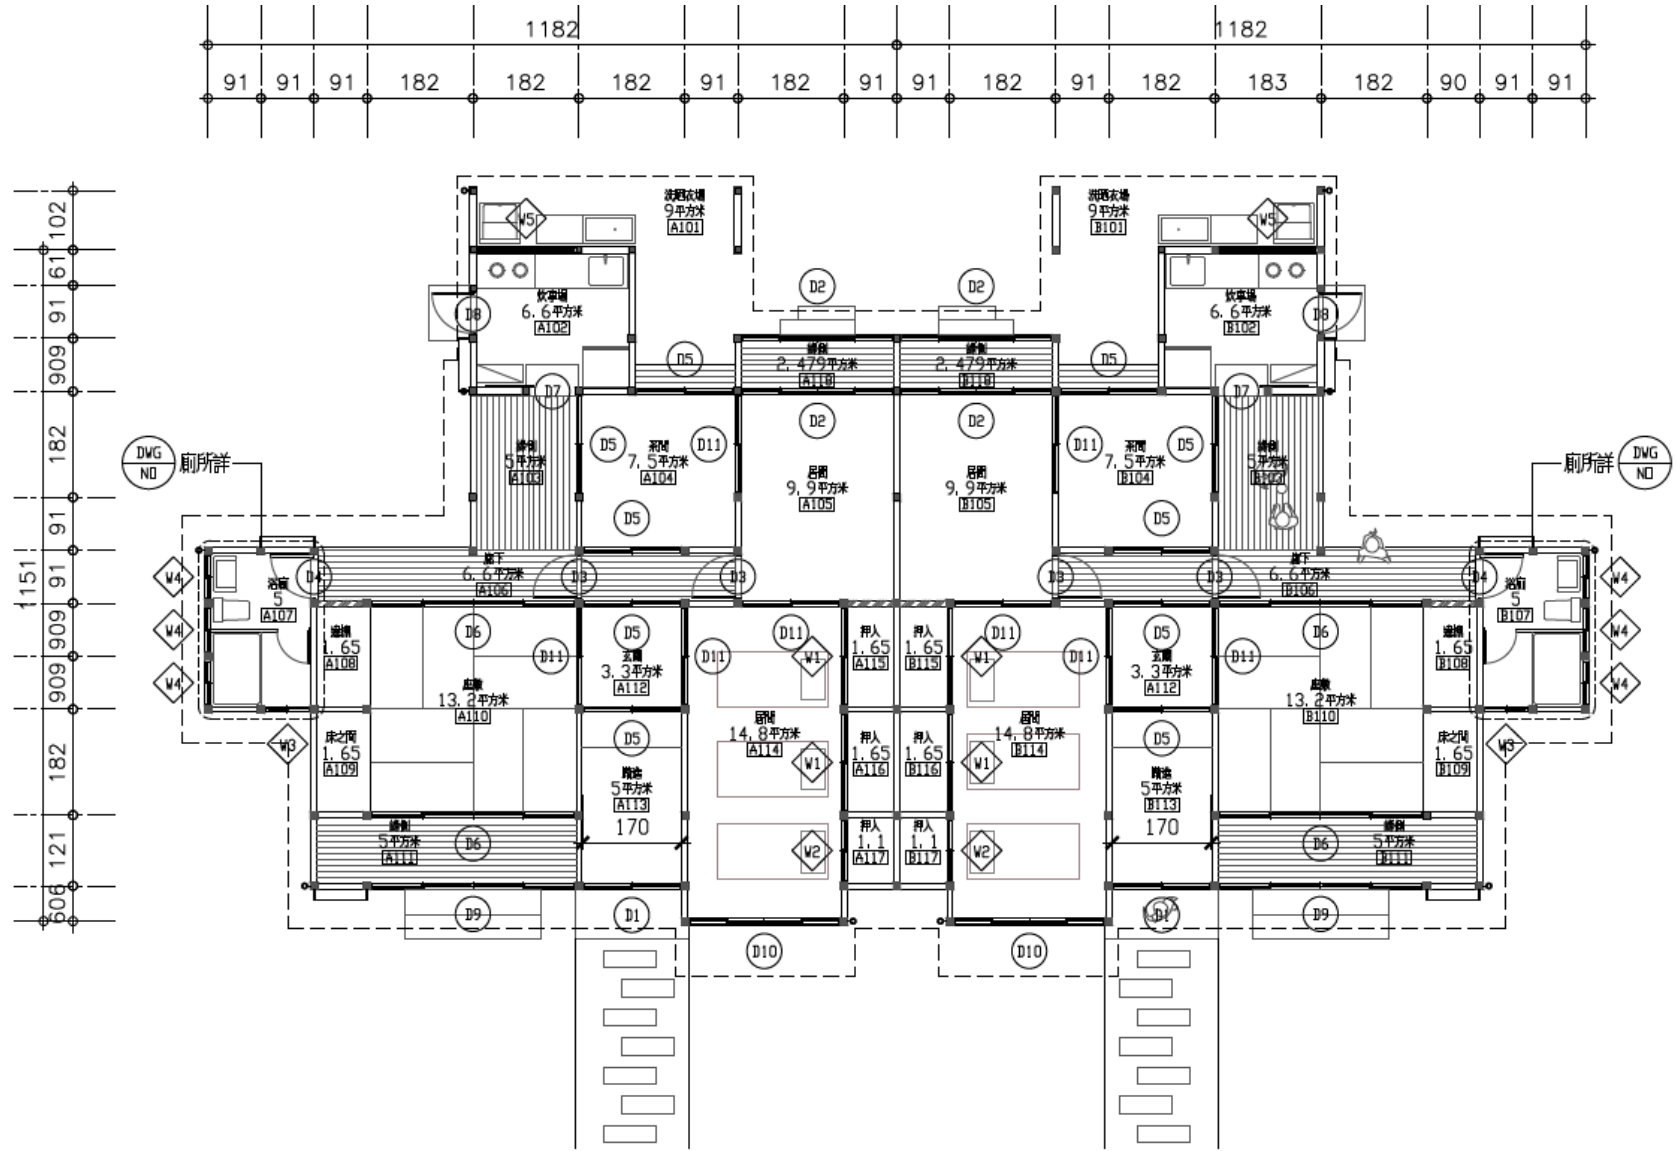 1182 1182
91 91 91 182 182 182 91 182 91 91 182 91 182 183 182 90 91 91
102
61
91
909
182
91
91
909
909
182
121
606
1151
W5
洗晒衣場
9平方米
A101
洗晒衣場
9平方米
B101
W5
D8
炊事場
6.6平方米
A102
D2
D2
炊事場
6.6平方米
B102
D8
D5
緣側
2.479平方米
A118
緣側
2.479平方米
B118
D5
D7
D7
DWG
NO
廁所詳
緣側
5平方米
A103
D5
茶間
7.5平方米
A104
D11
D5
D2
居間
9.9平方米
A105
D2
居間
9.9平方米
B105
D11
茶間
7.5平方米
B104
D5
D5
緣側
5平方米
B103
廁所詳
DWG
NO
W4
W4
W4
浴廁
5
A107
D4
廊下
6.6平方米
A106
D3
D3
D3
D3
廊下
6.6平方米
B106
D4
浴廁
5
B107
W4
W4
W4
1.65
A108
D6
D11
D5
玄關
3.3平方米
A112
D11
D11
W1
押入
1.65
A115
押入
1.65
B115
W1
D11
D11
D5
玄關
3.3平方米
A112
D11
D6
1.65
B108
座敷
13.2平方米
A110
座敷
13.2平方米
B110
W3
床之間
1.65
A109
D5
踏込
5平方米
A113
170
居間
14.8平方米
A114
W1
押入
1.65
A116
押入
1.65
B116
W1
居間
14.8平方米
B114
D5
踏込
5平方米
B113
170
床之間
1.65
B109
W3
緣側
5平方米
A111
D6
W2
押入
1.1
A117
押入
1.1
B117
W2
D6
緣側
5平方米
B111
D9
D1
D10
D10
D1
D9